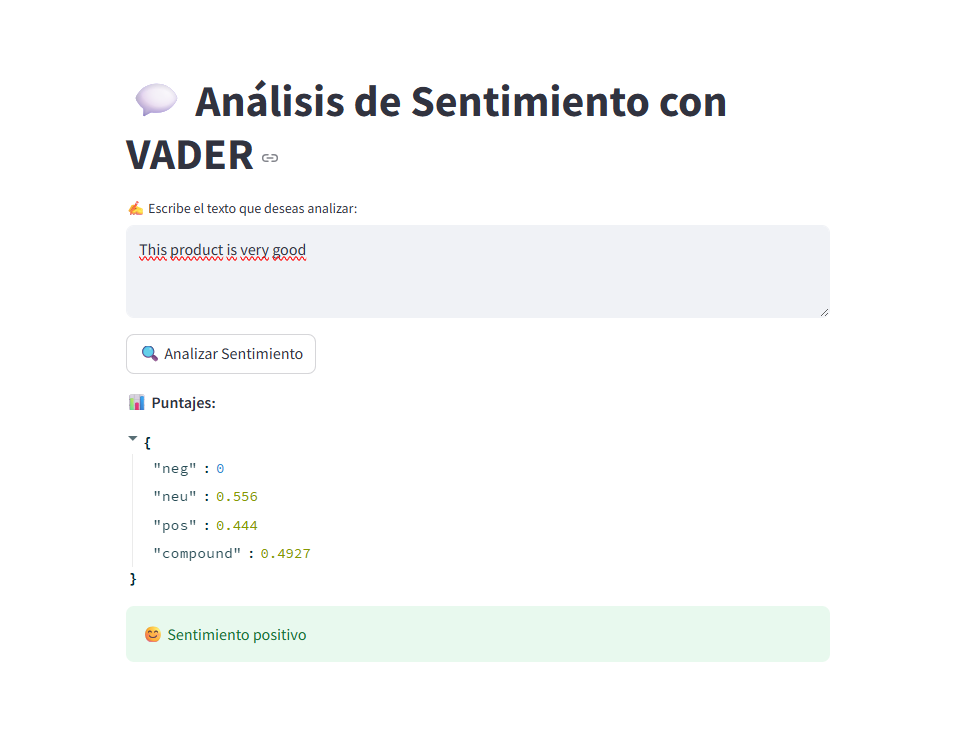 💬 Análisis de Sentimiento con
VADER
✍️ Escribe el texto que deseas analizar:
This product is very good
🔍 Analizar Sentimiento
📊 Puntajes:
{
"neg" : 0
"neu" : 0.556
"pos" : 0.444
"compound" : 0.4927
}
😊 Sentimiento positivo